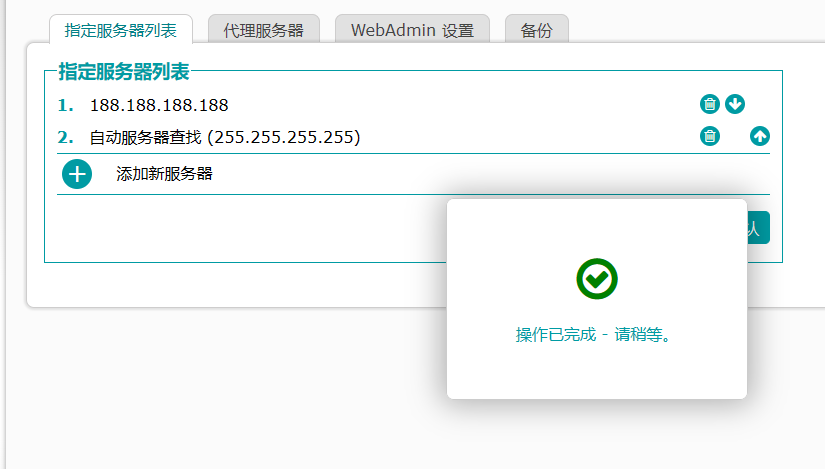 指定服务器列表 代理服务器 WebAdmin 设置 备份
指定服务器列表
1. 188.188.188.188
2. 自动服务器查找 (255.255.255.255)
添加新服务器
认
操作已完成 - 请稍等。